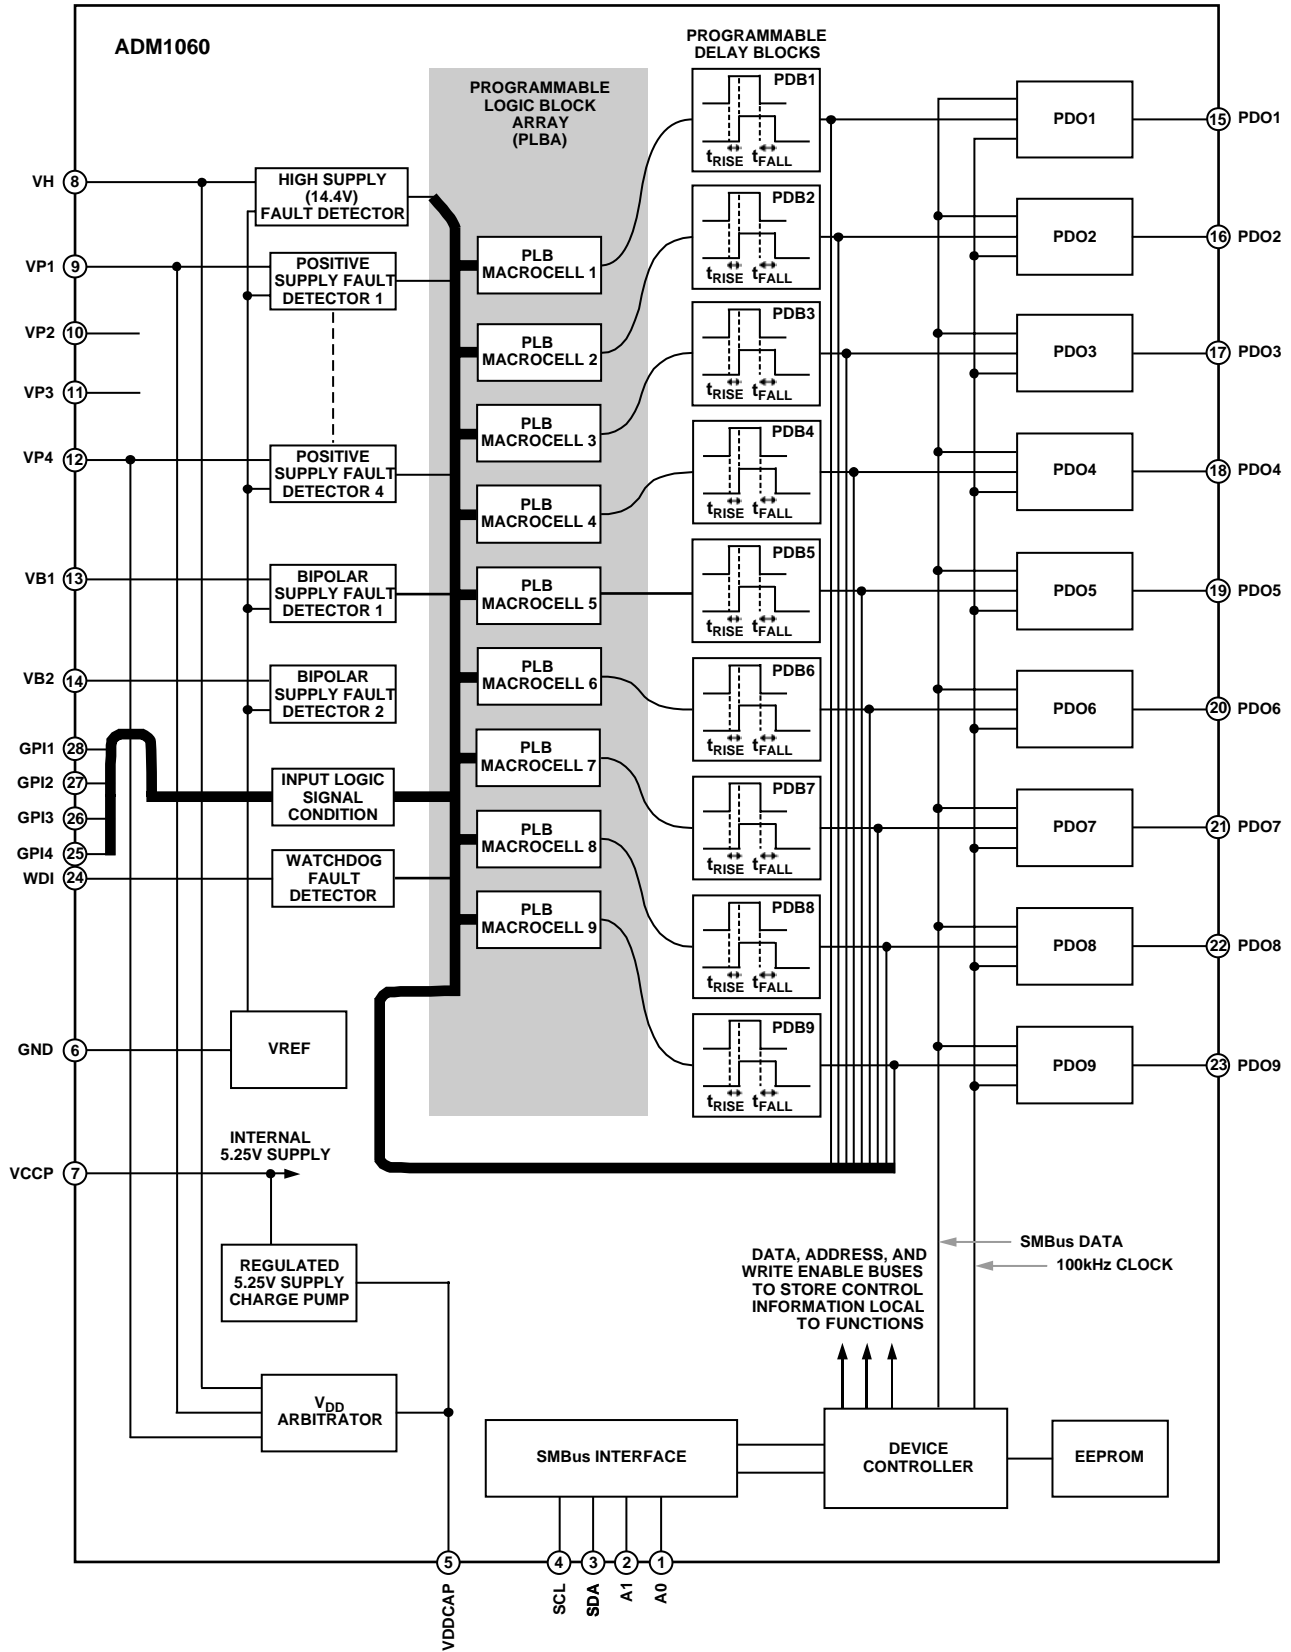 ADM1060
PROGRAMMABLE
DELAY BLOCKS
PROGRAMMABLE
LOGIC BLOCK
ARRAY
(PLBA)
VH 8
VP1 9
VP2 10
VP3 11
VP4 12
VB1 13
VB2 14
GPI1 28
GPI2 27
GPI3 26
GPI4 25
WDI 24
GND 6
VCCP 7
HIGH SUPPLY
(14.4V)
FAULT DETECTOR
POSITIVE
SUPPLY FAULT
DETECTOR 1
POSITIVE
SUPPLY FAULT
DETECTOR 4
BIPOLAR
SUPPLY FAULT
DETECTOR 1
BIPOLAR
SUPPLY FAULT
DETECTOR 2
INPUT LOGIC
SIGNAL
CONDITION
WATCHDOG
FAULT
DETECTOR
VREF
PLB
MACROCELL 1
PLB
MACROCELL 2
PLB
MACROCELL 3
PLB
MACROCELL 4
PLB
MACROCELL 5
PLB
MACROCELL 6
PLB
MACROCELL 7
PLB
MACROCELL 8
PLB
MACROCELL 9
PDB1
tRISE tFALL
PDB2
tRISE tFALL
PDB3
tRISE tFALL
PDB4
tRISE tFALL
PDB5
tRISE tFALL
PDB6
tRISE tFALL
PDB7
tRISE tFALL
PDB8
tRISE tFALL
PDB9
tRISE tFALL
PDO1 15 PDO1
PDO2 16 PDO2
PDO3 17 PDO3
PDO4 18 PDO4
PDO5 19 PDO5
PDO6 20 PDO6
PDO7 21 PDO7
PDO8 22 PDO8
PDO9 23 PDO9
INTERNAL
5.25V SUPPLY
REGULATED
5.25V SUPPLY
CHARGE PUMP
VDD
ARBITRATOR
SMBus DATA
100kHz CLOCK
DATA, ADDRESS, AND
WRITE ENABLE BUSES
TO STORE CONTROL
INFORMATION LOCAL
TO FUNCTIONS
SMBus INTERFACE
DEVICE
CONTROLLER
EEPROM
5 VDDCAP
4 SCL
3 SDA
2 A1
1 A0